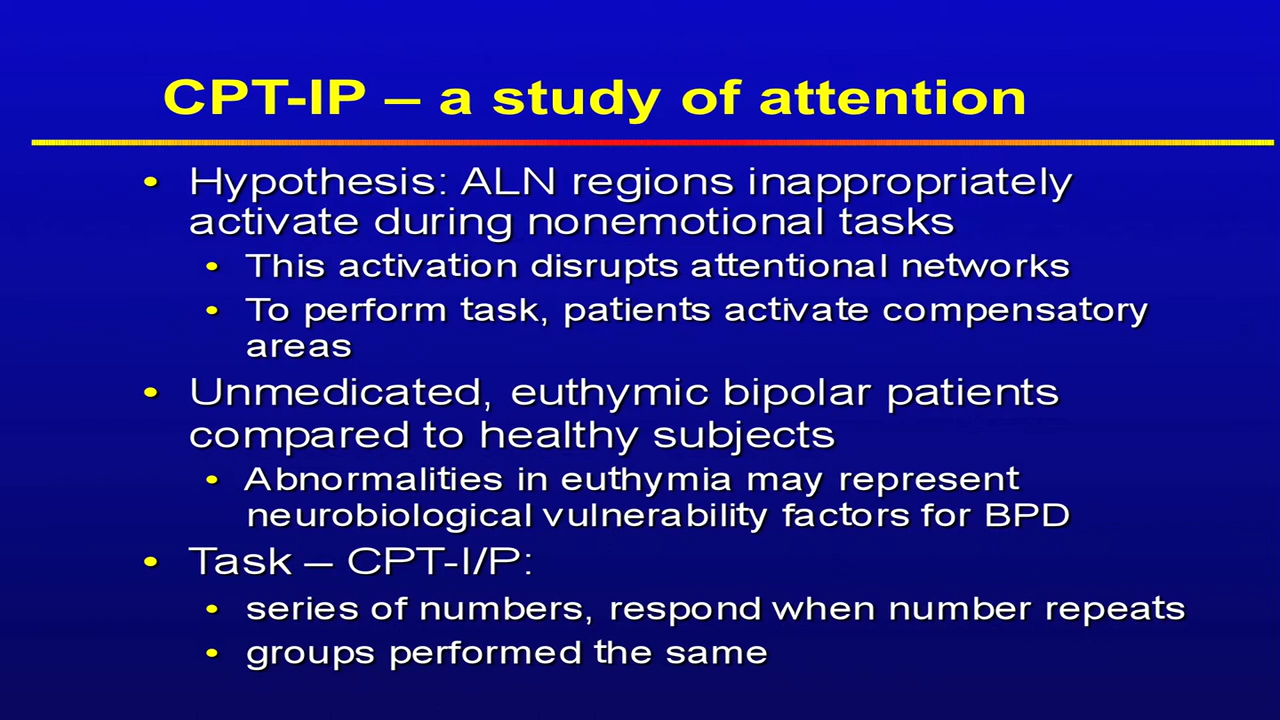 CPT-IP – a study of attention
• Hypothesis: ALN regions inappropriately
activate during nonemotional tasks
• This activation disrupts attentional networks
• To perform task, patients activate compensatory
areas
• Unmedicated, euthymic bipolar patients
compared to healthy subjects
• Abnormalities in euthymia may represent
neurobiological vulnerability factors for BPD
• Task – CPT-I/P:
• series of numbers, respond when number repeats
• groups performed the same